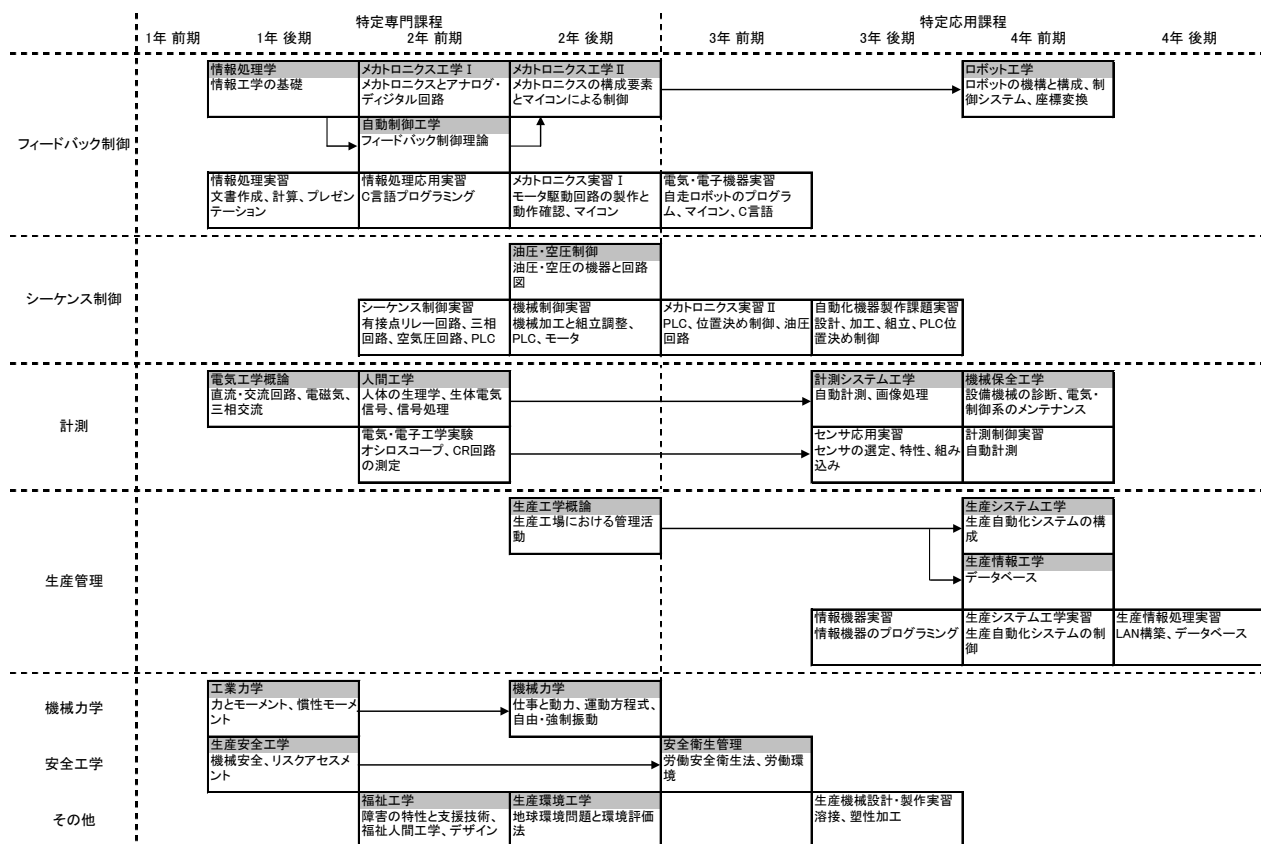 特定専門課程
特定応用課程
1年 前期
1年 後期
2年 前期
2年 後期
3年 前期
3年 後期
4年 前期
4年 後期
フィードバック制御
情報処理学
情報工学の基礎
メカトロニクス工学Ⅰ
メカトロニクスとアナログ・
ディジタル回路
メカトロニクス工学Ⅱ
メカトロニクスの構成要素
とマイコンによる制御
ロボット工学
ロボットの機構と構成、制
御システム、座標変換
自動制御工学
フィードバック制御理論
情報処理実習
文書作成、計算、プレゼン
テーション
情報処理応用実習
C言語プログラミング
メカトロニクス実習Ⅰ
モータ駆動回路の製作と
動作確認、マイコン
電気・電子機器実習
自走ロボットのプログラ
ム、マイコン、C言語
シーケンス制御
油圧・空圧制御
油圧・空圧の機器と回路
図
シーケンス制御実習
有接点リレー回路、三相
回路、空気圧回路、PLC
機械制御実習
機械加工と組立調整、
PLC、モータ
メカトロニクス実習Ⅱ
PLC、位置決め制御、油圧
回路
自動化機器製作課題実習
設計、加工、組立、PLC位
置決め制御
計測
電気工学概論
直流・交流回路、電磁気、
三相交流
人間工学
人体の生理学、生体電気
信号、信号処理
計測システム工学
自動計測、画像処理
機械保全工学
設備機械の診断、電気・
制御系のメンテナンス
電気・電子工学実験
オシロスコープ、CR回路
の測定
センサ応用実習
センサの選定、特性、組み
込み
計測制御実習
自動計測
生産管理
生産工学概論
生産工場における管理活
動
生産システム工学
生産自動化システムの構
成
生産情報工学
データベース
情報機器実習
情報機器のプログラミング
生産システム工学実習
生産自動化システムの制
御
生産情報処理実習
LAN構築、データベース
機械力学
工業力学
力とモーメント、慣性モーメ
ント
機械力学
仕事と動力、運動方程式、
自由・強制振動
安全工学
生産安全工学
機械安全、リスクアセスメ
ント
安全衛生管理
労働安全衛生法、労働環
境
その他
福祉工学
障害の特性と支援技術、
福祉人間工学、デザイン
生産環境工学
地球環境問題と環境評価
法
生産機械設計・製作実習
溶接、塑性加工